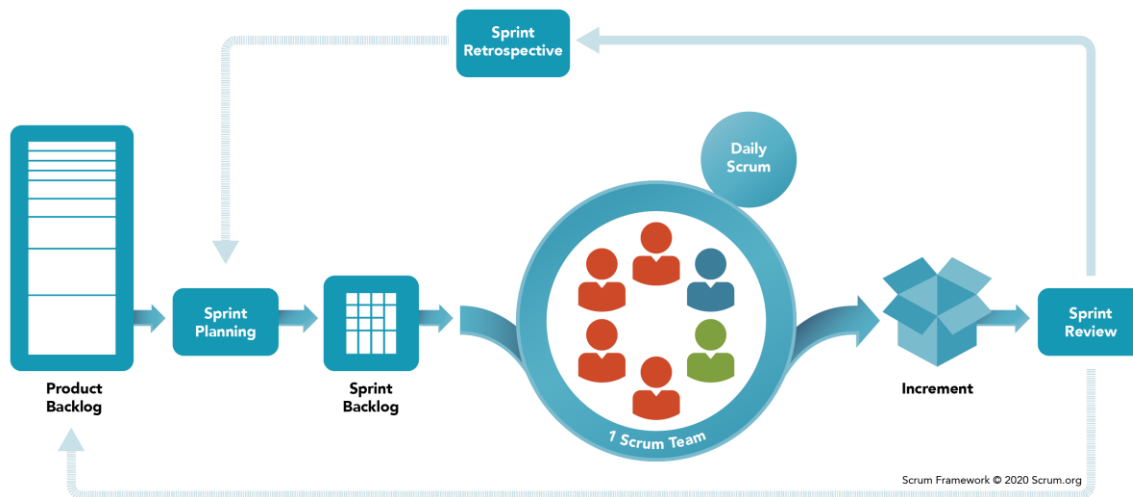 Sprint
Retrospective
Daily
Scrum
Sprint
Planning
Sprint
Review
Product
Backlog
Sprint
Backlog
1 Scrum Team
Increment
Scrum Framework © 2020 Scrum.org